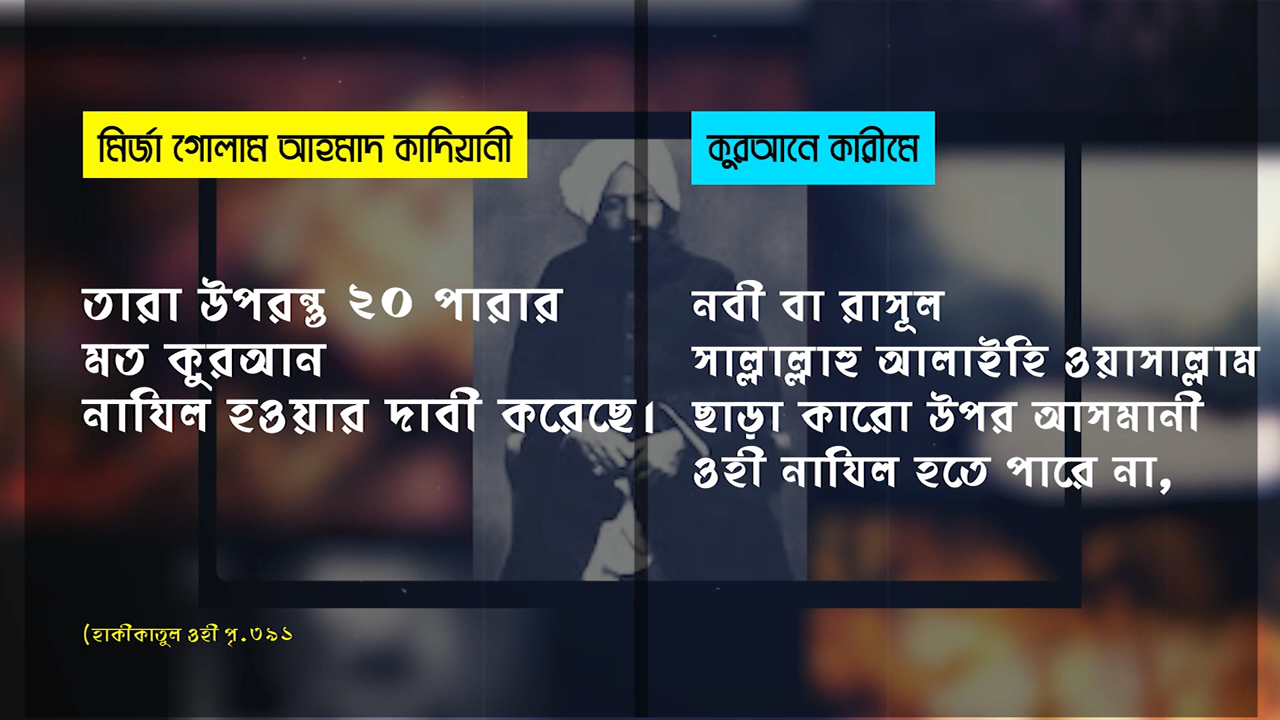 মির্জা গোলাম আহমাদ কাদিয়ানী
তারা উপরন্তু ২০ পারার
মত কুরআন
নাযিল হওয়ার দাবী করেছে।
(হাকীকাতুল ওহী পৃ.৩৯১
কুরআনে কারীমে
নবী বা রাসূল
সাল্লাল্লাহু আলাইহি ওয়াসাল্লাম
ছাড়া কারো উপর আসমানী
ওহী নাযিল হতে পারে না,